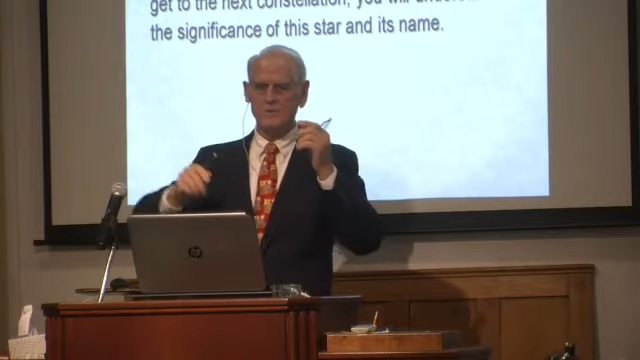 get to the next constellation, you will
the significance of this star and its name.
hp